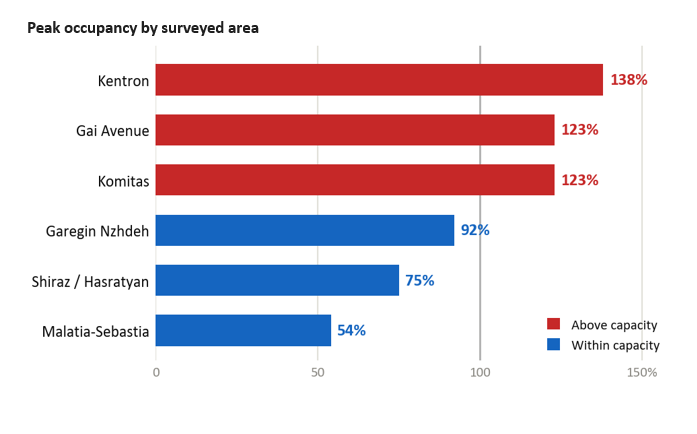 Peak occupancy by surveyed area
Kentron 138%
Gai Avenue 123%
Komitas 123%
Garegin Nzhdeh 92%
Shiraz / Hasratyan 75%
Malatia-Sebastia 54%
Above capacity
Within capacity
0 50 100 150%